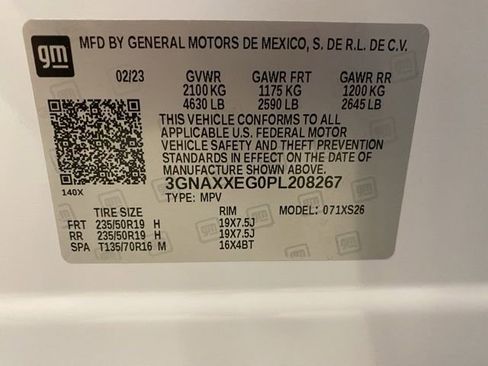 gm
MFD BY GENERAL MOTORS DE MEXICO, S. DE R.L. DE C.V.
02/23 GVWR GAWR FRT GAWR RR
2100 KG 1175 KG 1200 KG
4630 LB 2590 LB 2645 LB
THIS VEHICLE CONFORMS TO ALL
APPLICABLE U.S. FEDERAL MOTOR
VEHICLE SAFETY AND THEFT PREVENTION
STANDARDS IN EFFECT ON THE DATE OF
MANUFACTURE SHOWN ABOVE.
140X
3GNAXXEG0PL208267
TYPE: MPV
TIRE SIZE RIM MODEL: 071XS26
FRT 235/50R19 H 19X7.5J
RR 235/50R19 H 19X7.5J
SPA T135/70R16 M 16X4BT